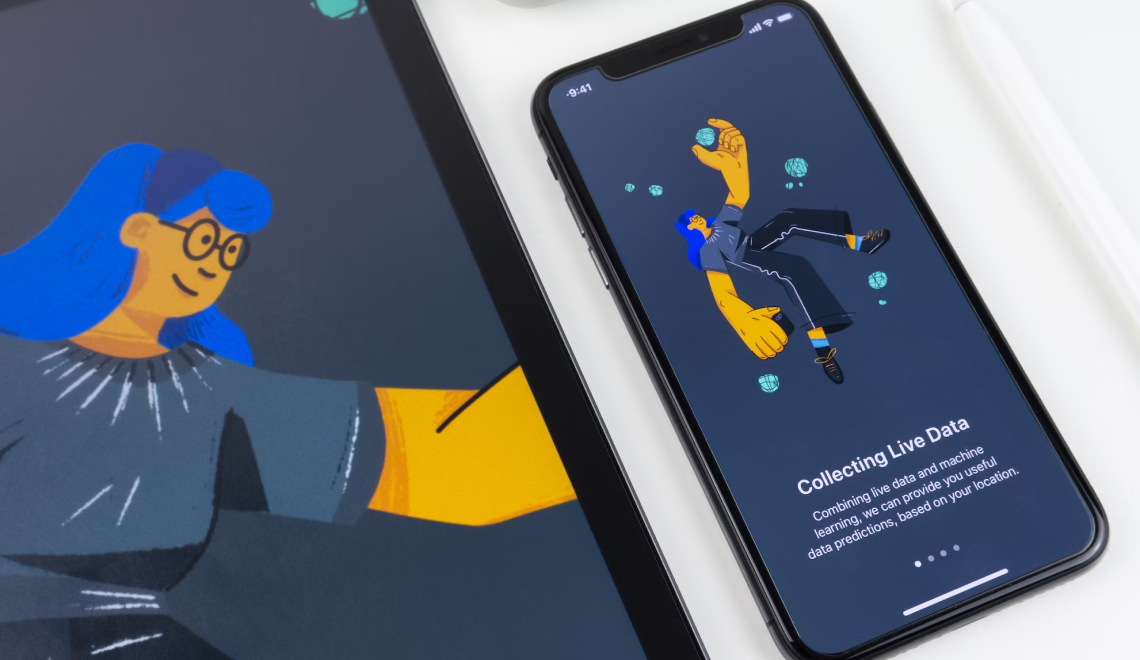 9:41
Collecting Live Data
Combining live data and machine
learning, we can provide you useful
data predictions, based on your location.